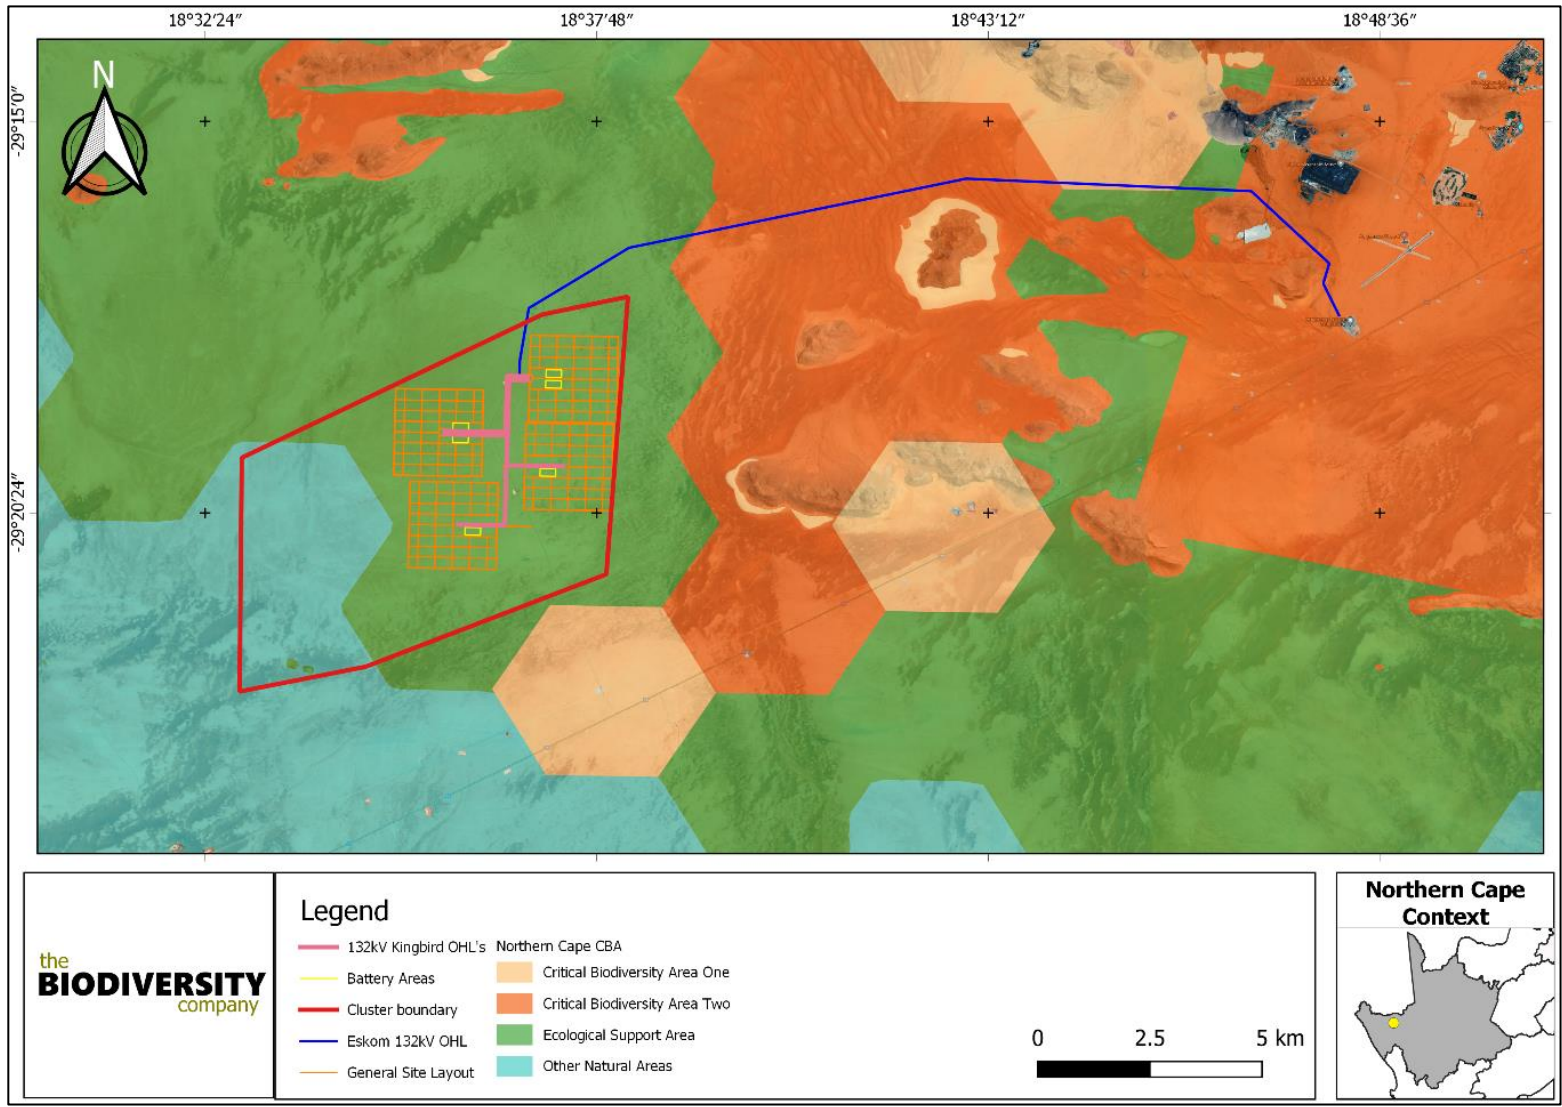 18°32′24″ 18°37′48″ 18°43′12″ 18°48′36″
N
-29°15′0″
-29°20′24″
the
BIODIVERSITY
company
Legend
132kV Kingbird OHL's
Battery Areas
Cluster boundary
Eskom 132kV OHL
General Site Layout
Northern Cape CBA
Critical Biodiversity Area One
Critical Biodiversity Area Two
Ecological Support Area
Other Natural Areas
0 2.5 5 km
Northern Cape
Context